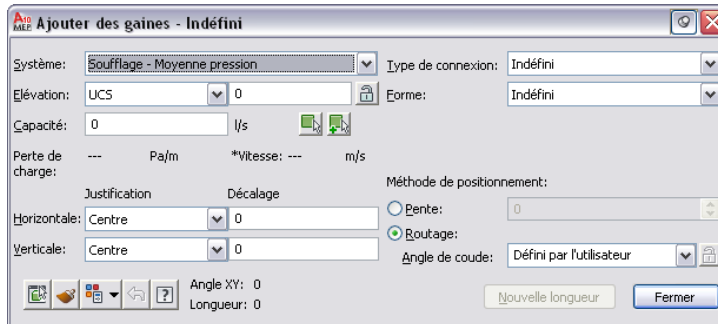 A10 MEP Ajouter des gaines - Indéfini
Système: Soufflage - Moyenne pression Type de connexion: Indéfini
Elévation: UCS 0 Forme: Indéfini
Capacité: 0 l/s
Perte de charge: --- Pa/m *Vitesse: --- m/s
Méthode de positionnement:
Justification Décalage
Pente: 0
Horizontale: Centre 0
Routage:
Verticale: Centre 0
Angle de coude: Défini par l'utilisateur
Angle XY: 0
Longueur: 0
?
Nouvelle longueur Fermer